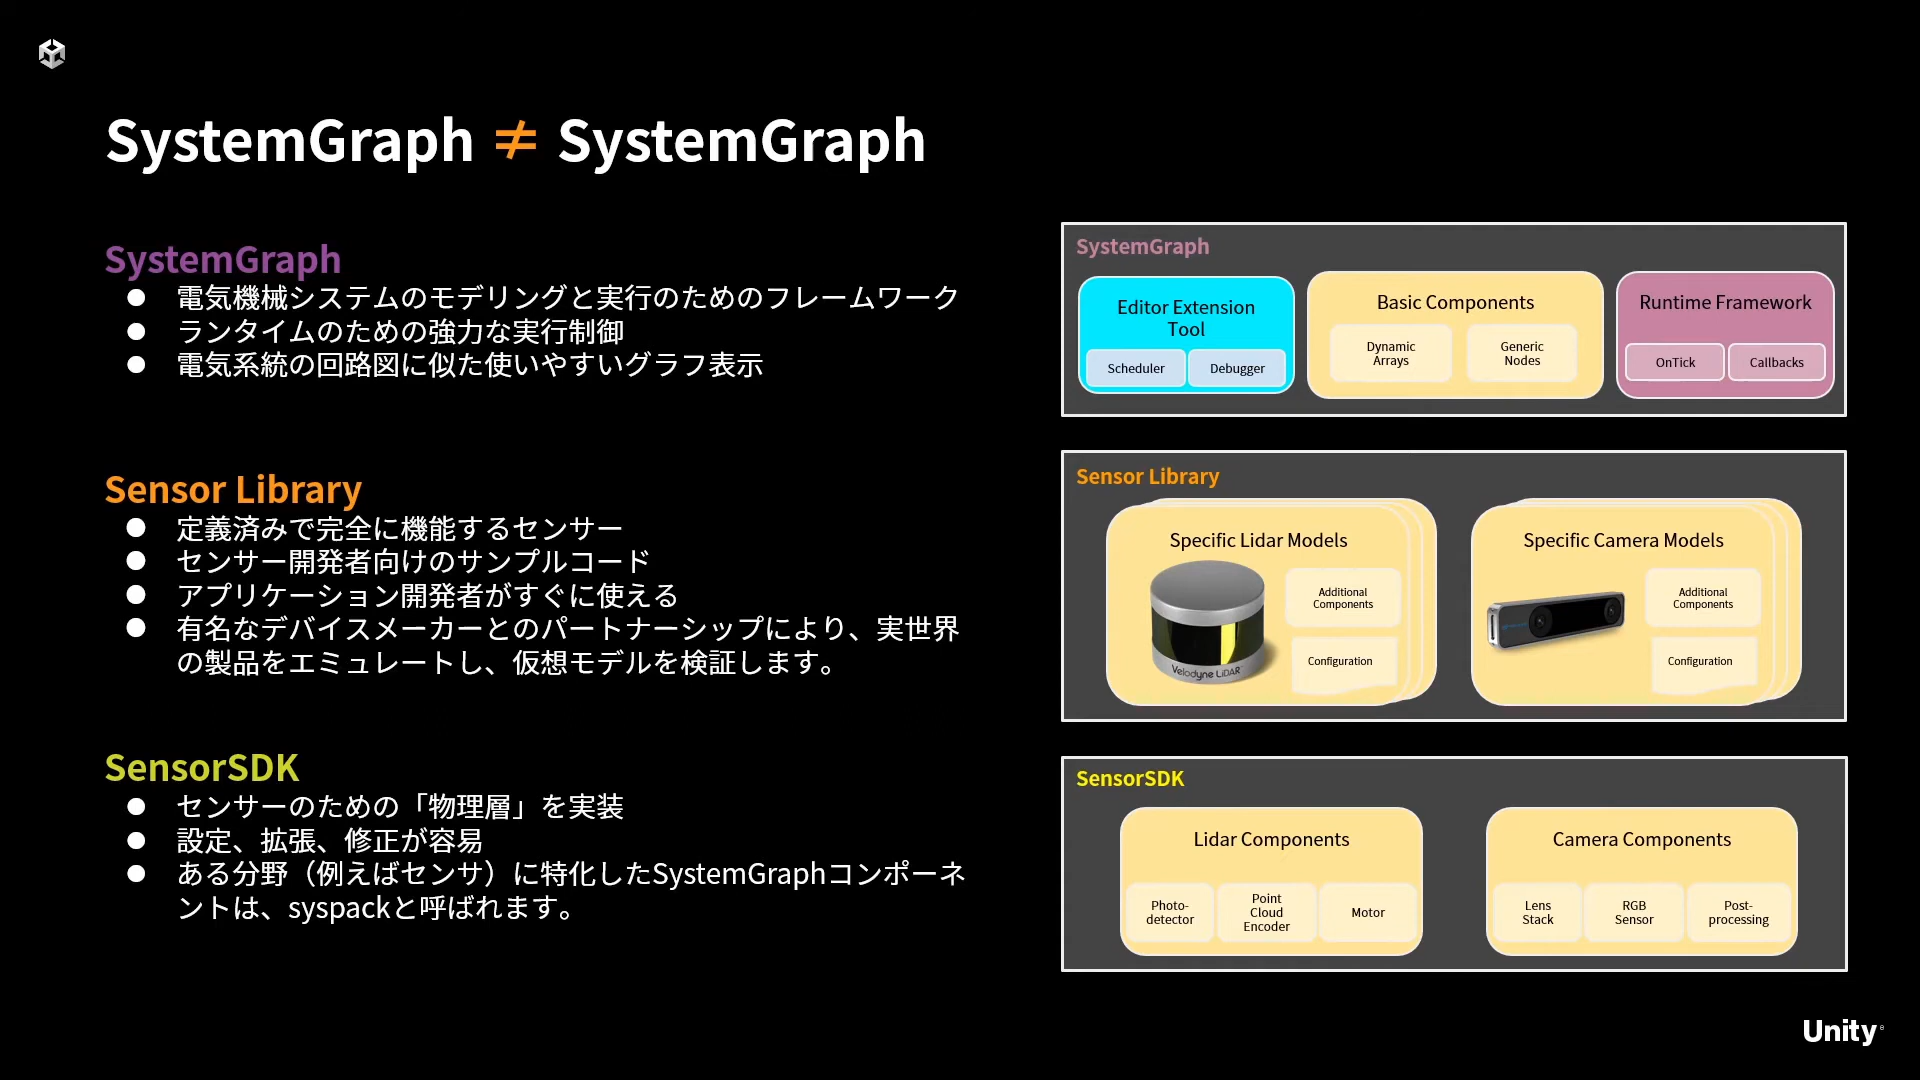 SystemGraph ≠ SystemGraph
SystemGraph
● 電気機械システムのモデリングと実行のためのフレームワーク
● ランタイムのための強力な実行制御
● 電気系統の回路図に似た使いやすいグラフ表示
Sensor Library
● 定義済みで完全に機能するセンサー
● センサー開発者向けのサンプルコード
● アプリケーション開発者がすぐに使える
● 有名なデバイスメーカーとのパートナーシップにより、実世界
の製品をエミュレートし、仮想モデルを検証します。
SensorSDK
● センサーのための「物理層」を実装
● 設定、拡張、修正が容易
● ある分野（例えばセンサ）に特化したSystemGraphコンポーネ
ントは、syspackと呼ばれます。
SystemGraph
Editor Extension
Tool
Scheduler
Debugger
Basic Components
Dynamic
Arrays
Generic
Nodes
Runtime Framework
OnTick
Callbacks
Sensor Library
Specific Lidar Models
Velodyne LiDAR
Additional
Components
Configuration
Specific Camera Models
Additional
Components
Configuration
SensorSDK
Lidar Components
Photo-
detector
Point
Cloud
Encoder
Motor
Camera Components
Lens
Stack
RGB
Sensor
Post-
processing
Unity